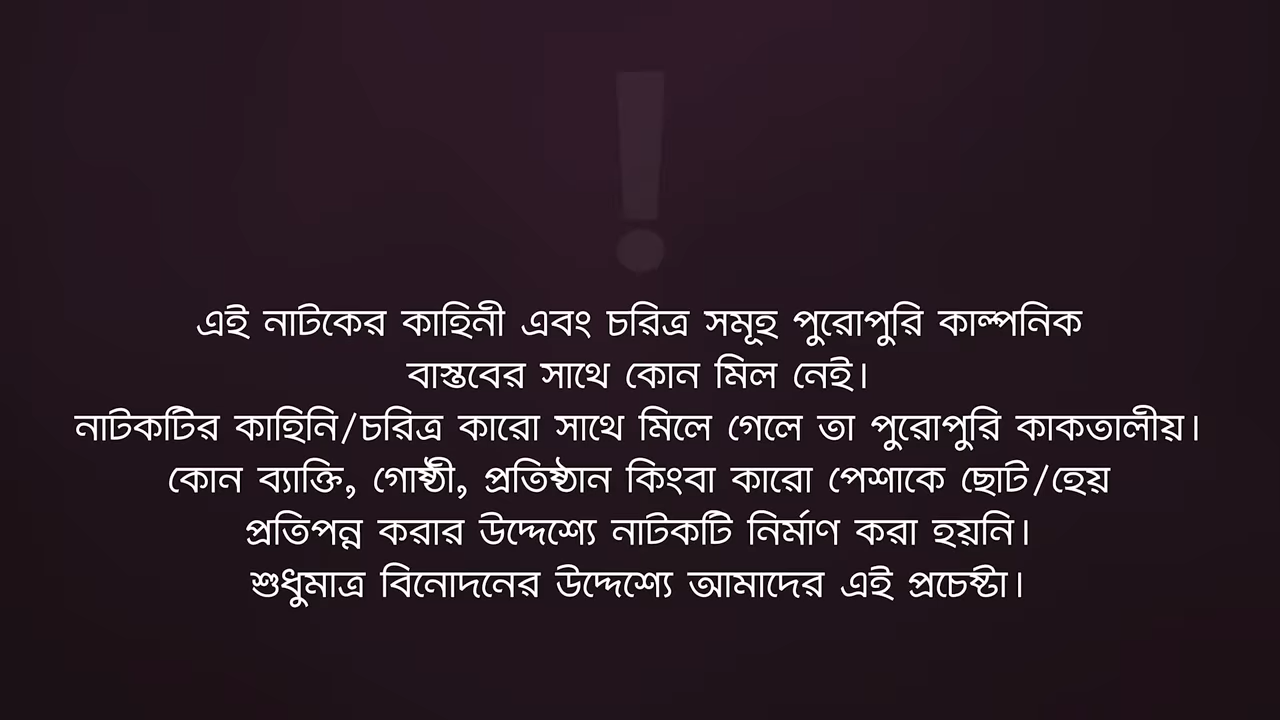 এই নাটকের কাহিনী এবং চরিত্র সমূহ পুরোপুরি কাল্পনিক
বাস্তবের সাথে কোন মিল নেই।
নাটকটির কাহিনি/চরিত্র কারো সাথে মিলে গেলে তা পুরোপুরি কাকতালীয়।
কোন ব্যাক্তি, গোষ্ঠী, প্রতিষ্ঠান কিংবা কারো পেশাকে ছোট/হেয়
প্রতিপন্ন করার উদ্দেশ্যে নাটকটি নির্মাণ করা হয়নি।
শুধুমাত্র বিনোদনের উদ্দেশ্যে আমাদের এই প্রচেষ্টা।